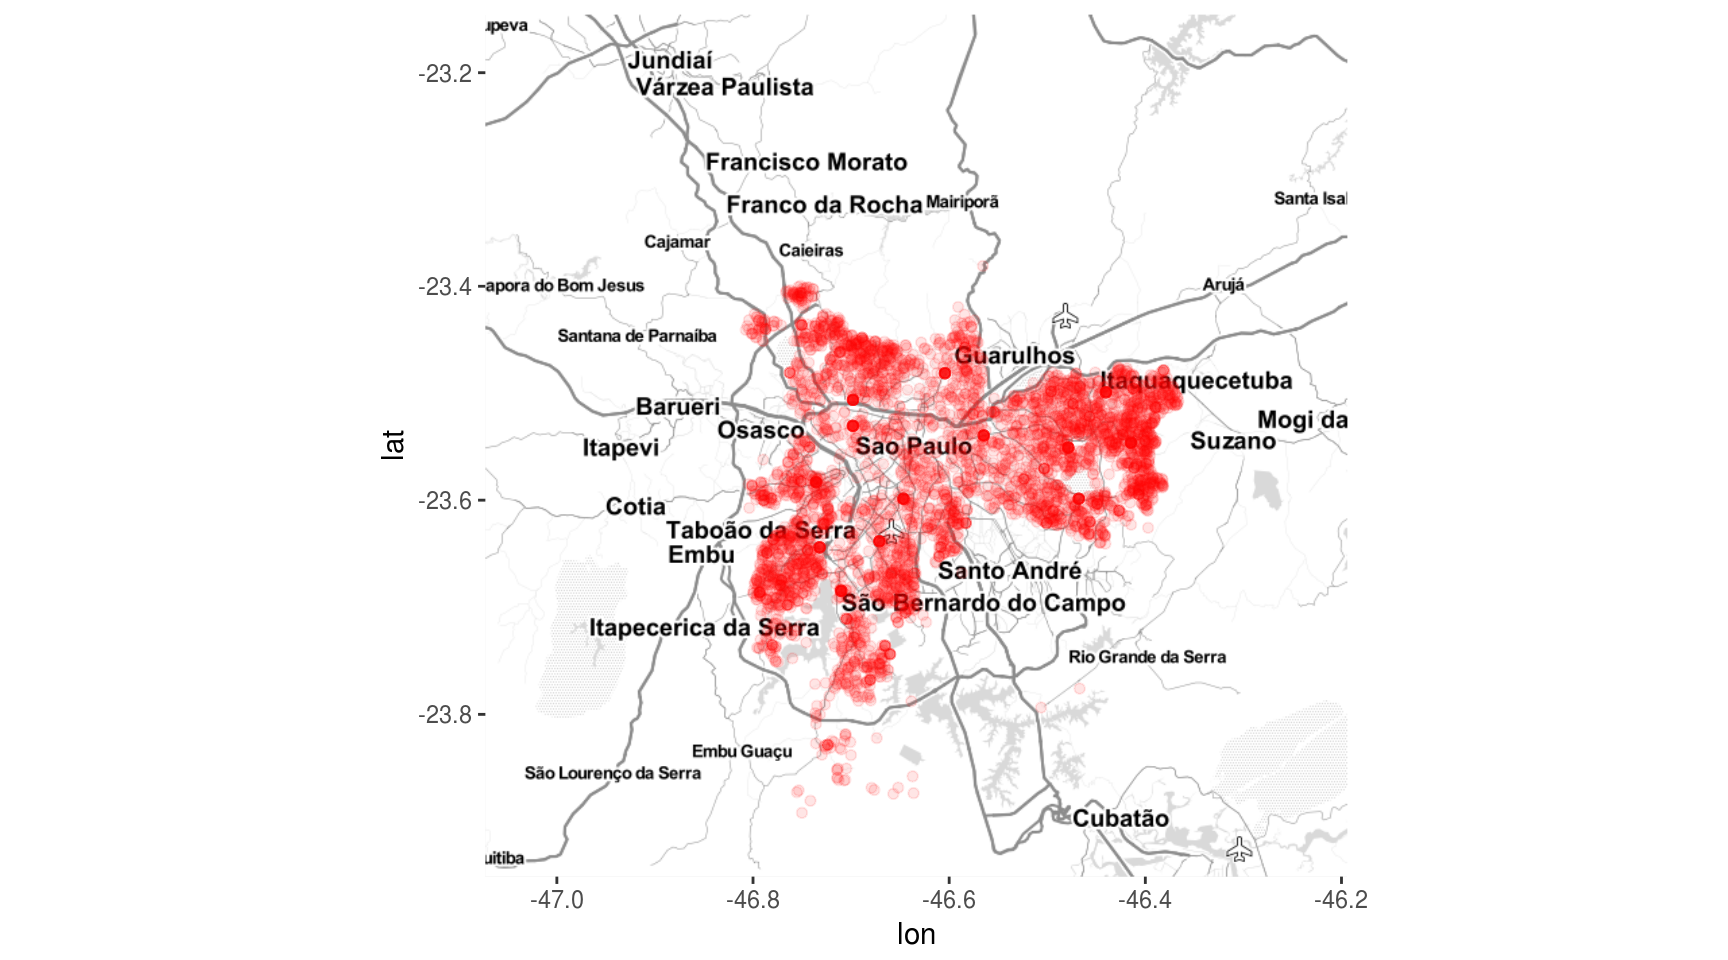 upeva
Jundiaí
-23.2
Várzea Paulista
Francisco Morato
Santa Isal
Franco da Rocha
Mairiporã
Cajamar
Caieiras
-23.4
apora do Bom Jesus
Arujá
Santana de Parnaíba
Guarulhos
Itaquaquecetuba
Barueri
Mogi da
Osasco
lat
Itapevi
Sao Paulo
Suzano
-23.6
Cotia
Taboão da Serra
Embu
Santo André
São Bernardo do Campo
Itapecerica da Serra
Rio Grande da Serra
-23.8
Embu Guaçu
São Lourenço da Serra
Cubatão
uitiba
-47.0
-46.8
-46.6
-46.4
-46.2
lon